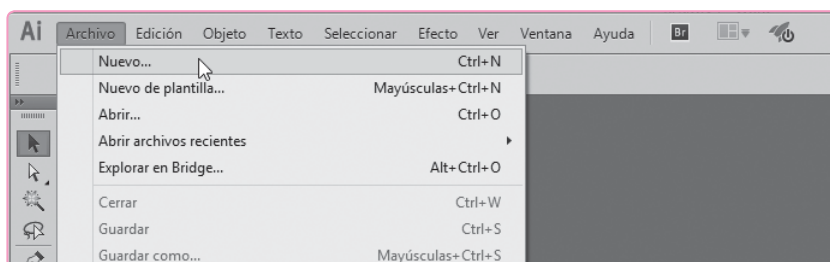 Ai Archivo Edición Objeto Texto Seleccionar Efecto Ver Ventana Ayuda Br
Nuevo... Ctrl+N
Nuevo de plantilla... Mayúsculas+Ctrl+N
Abrir... Ctrl+O
Abrir archivos recientes
Explorar en Bridge... Alt+Ctrl+O
Cerrar Ctrl+W
Guardar Ctrl+S
Guardar como... Mayúsculas+Ctrl+S